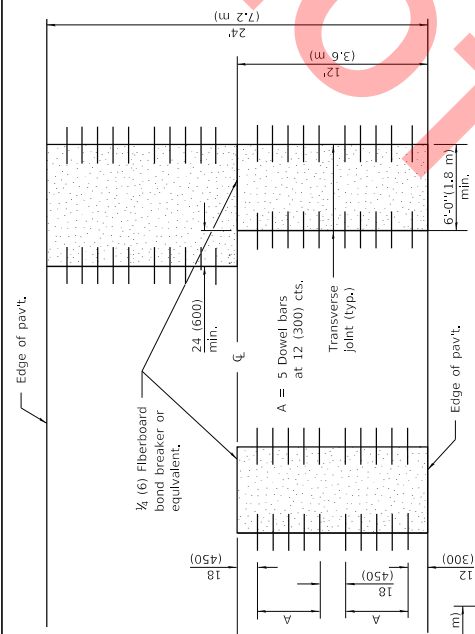 24'
(7.2 m)
12'
(3.6 m)
Edge of pav't.
6'-0"(1.8 m)
min.
24 (600)
min.
¼ (6) Fiberboard
bond breaker or
equivalent.
℄
A = 5 Dowel bars
at 12 (300) cts.
Transverse
joint (typ.)
Edge of pav't.
18
(450)
A
18
(450)
A
12
(300)
m)